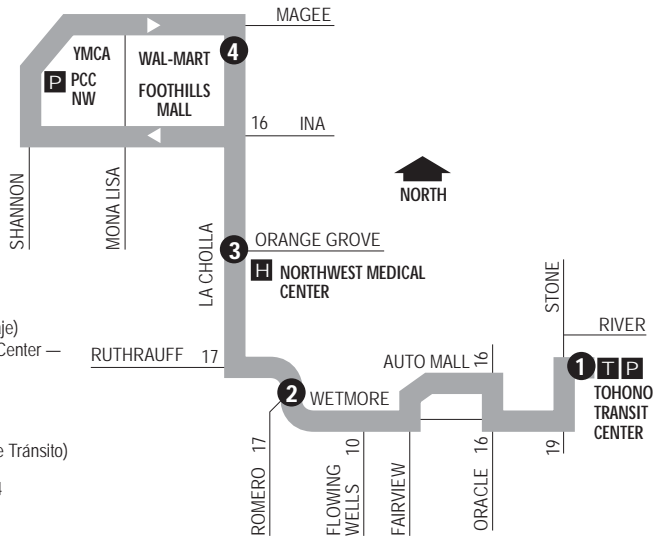 MAGEE
YMCA
WAL-MART
4
P PCC
NW
FOOTHILLS
MALL
16 INA
SHANNON
MONA LISA
NORTH
LA CHOLLA
3 ORANGE GROVE
H NORTHWEST MEDICAL
CENTER
STONE
RIVER
je)
Center —
RUTHRAUFF 17
AUTO MALL 16
1 T P
TOHONO
TRANSIT
CENTER
2 WETMORE
e Tránsito)
ROMERO 17
FLOWING
WELLS 10
FAIRVIEW
ORACLE 16
19